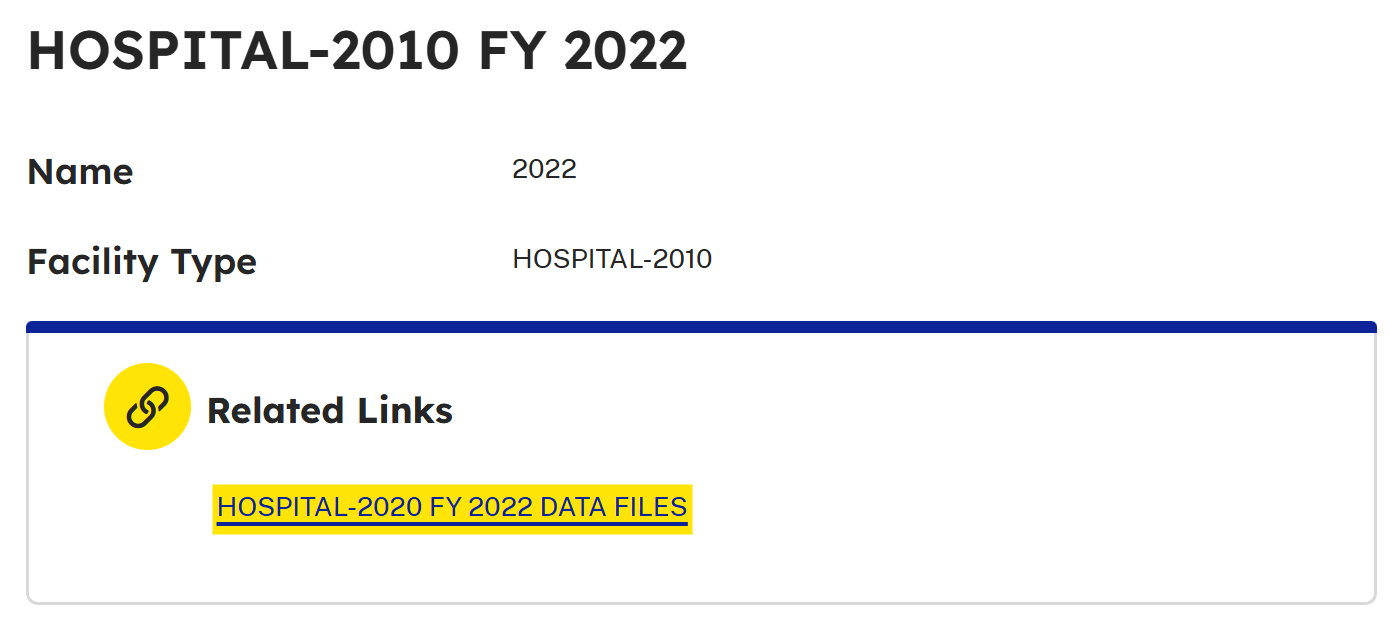 HOSPITAL-2010 FY 2022
Name 2022
Facility Type HOSPITAL-2010
Related Links
HOSPITAL-2020 FY 2022 DATA FILES